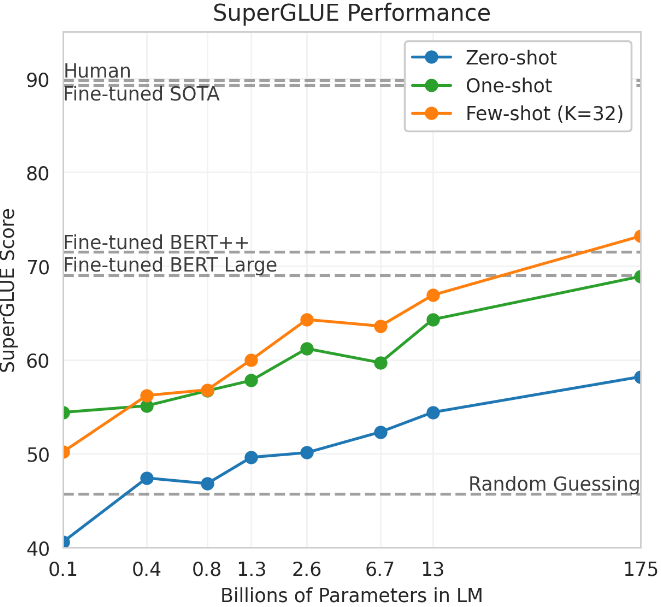 SuperGLUE Performance
Zero-shot
One-shot
Few-shot (K=32)
Human
Fine-tuned SOTA
Fine-tuned BERT++
Fine-tuned BERT Large
Random Guessing
SuperGLUE Score
90
80
70
60
50
40
0.1 0.4 0.8 1.3 2.6 6.7 13 175
Billions of Parameters in LM